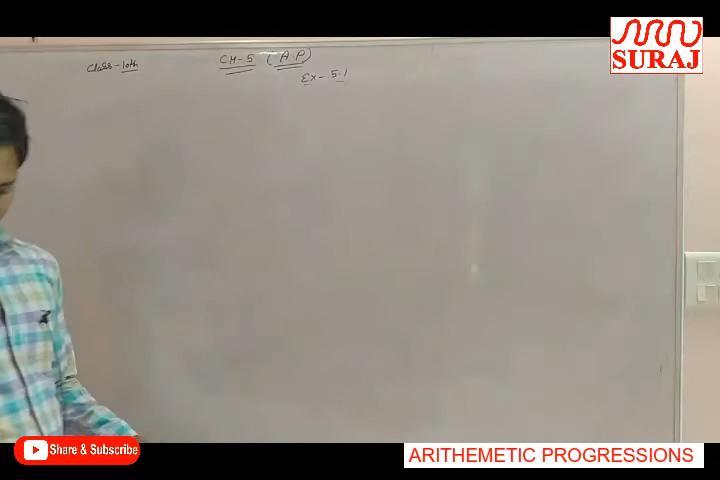 SURAJ
Class-10th
CH-5 (A.P)
Ex-5.1
Share & Subscribe
ARITHEMETIC PROGRESSIONS